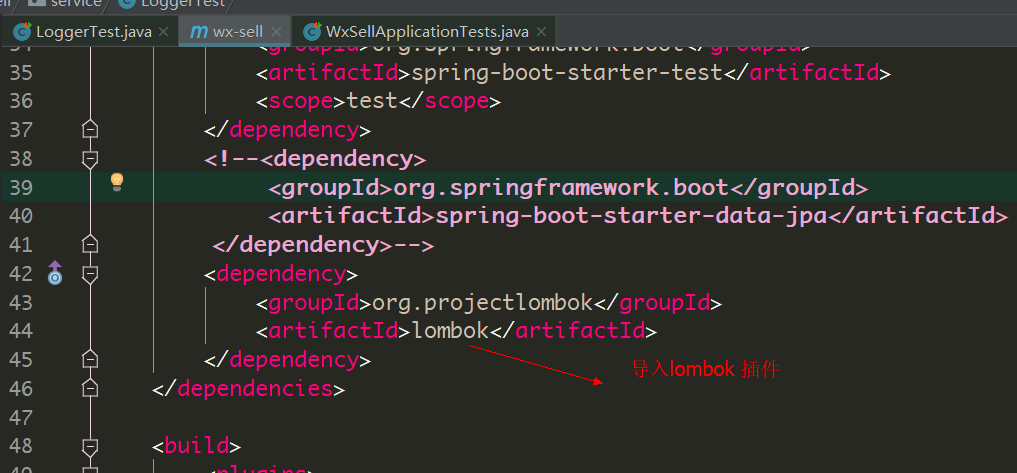 service LoggerTest
LoggerTest.java wx-sell WxSellApplicationTests.java
<groupId>org.springframework.boot</groupId>
35 <artifactId>spring-boot-starter-test</artifactId>
36 <scope>test</scope>
37 </dependency>
38 <!--<dependency>
39 <groupId>org.springframework.boot</groupId>
40 <artifactId>spring-boot-starter-data-jpa</artifactId>
41 </dependency>-->
42 <dependency>
43 <groupId>org.projectlombok</groupId>
44 <artifactId>lombok</artifactId>
45 </dependency>
导入lombok 插件
46 </dependencies>
47
48 <build>
<plugins>